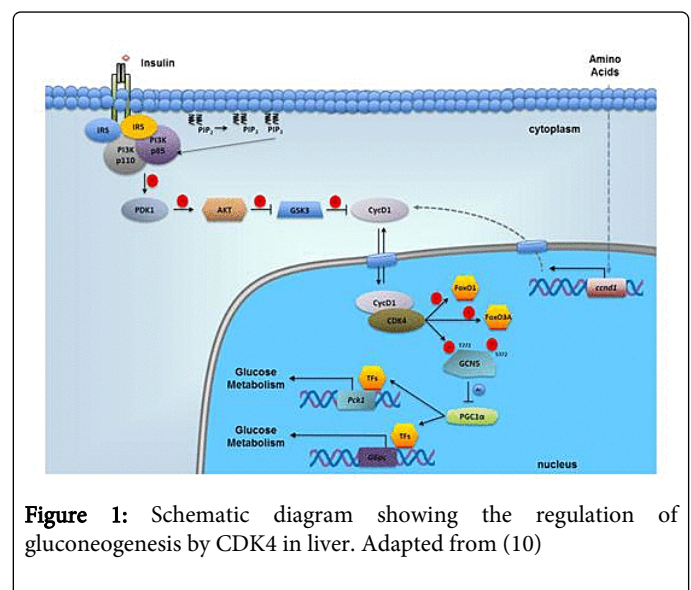 Insulin
Amino
Acids
IRS
IRS
PI3K
p110
PI3K
p85
PIP₂
PIP₃
PIP₃
cytoplasm
PDK1
AKT
GSK3
CycD1
CycD1
CDK4
ccnd1
FoxO1
FoxO3A
T272
S372
GCN5
Ac
PGC1α
Glucose
Metabolism
TFs
Pck1
Glucose
Metabolism
TFs
G6pc
nucleus
Figure 1: Schematic diagram showing the regulation of
gluconeogenesis by CDK4 in liver. Adapted from (10)